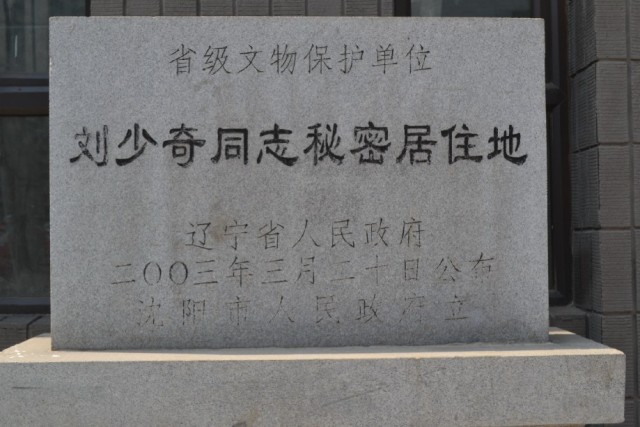 省级文物保护单位
刘少奇同志秘密居住地
辽宁省人民政府
二〇〇三年三月二十日公布
沈阳市人民政府立